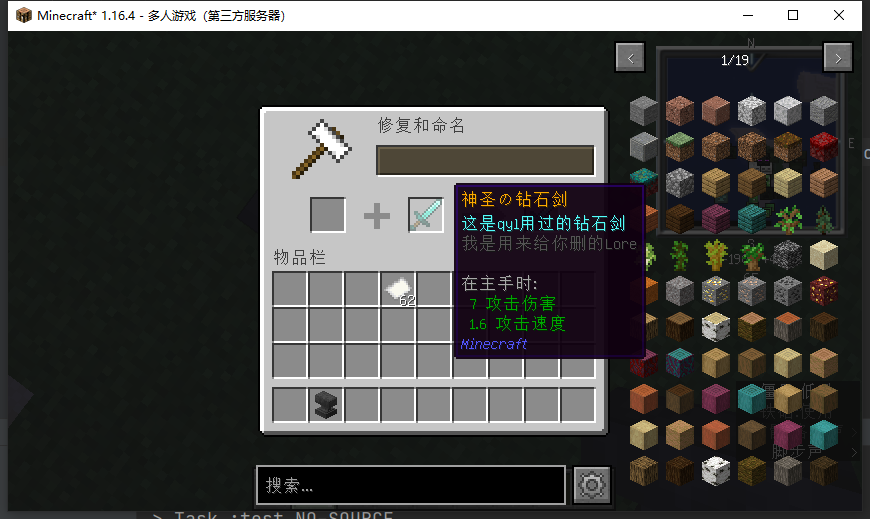 Minecraft* 1.16.4 - 多人游戏（第三方服务器）
N
1/19
修复和命名
E
神圣の钻石剑
这是qyl用过的钻石剑
我是用来给你删的Lore
物品栏
在主手时:
7 攻击伤害
1.6 攻击速度
Minecraft
62
脚步声
搜索...
> Task :test NO-SOURCE